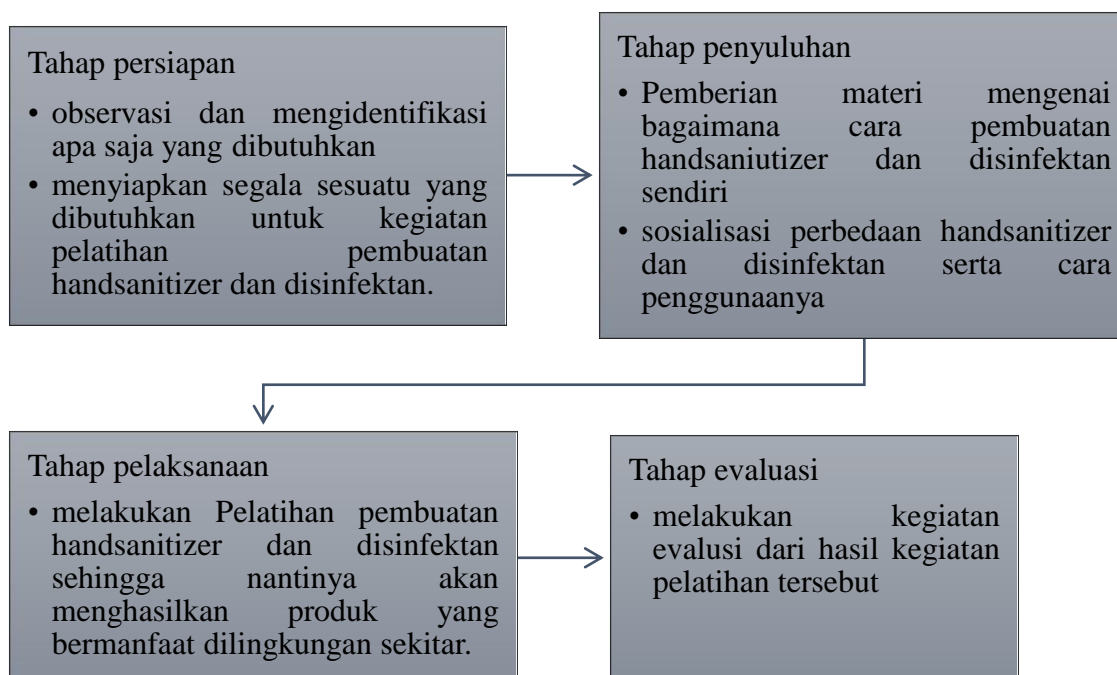 Tahap persiapan
• observasi dan mengidentifikasi
apa saja yang dibutuhkan
• menyiapkan segala sesuatu yang
dibutuhkan untuk kegiatan
pelatihan pembuatan
handsanitizer dan disinfektan.
Tahap penyuluhan
• Pemberian materi mengenai
bagaimana cara pembuatan
handsaniutizer dan disinfektan
sendiri
• sosialisasi perbedaan handsanitizer
dan disinfektan serta cara
penggunaanya
Tahap pelaksanaan
• melakukan Pelatihan pembuatan
handsanitizer dan disinfektan
sehingga nantinya akan
menghasilkan produk yang
bermanfaat dilingkungan sekitar.
Tahap evaluasi
• melakukan kegiatan
evalusi dari hasil kegiatan
pelatihan tersebut